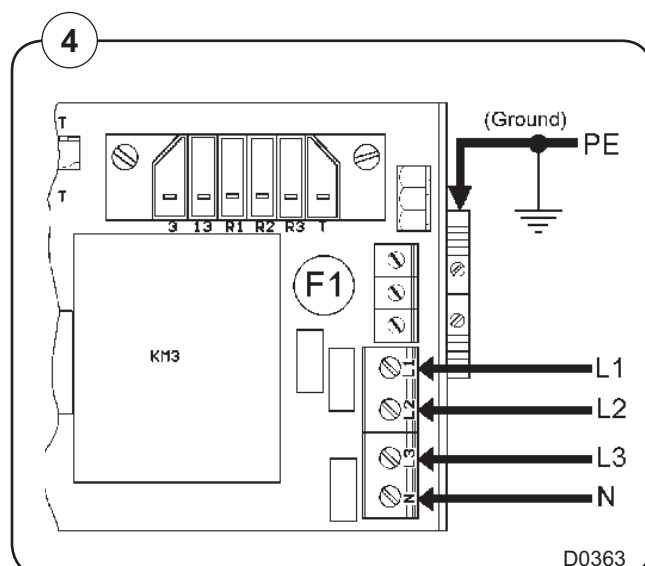 4
(Ground)
PE
T
T
3 13 R1 R2 R3 T
F1
KM3
L1 L1
L2 L2
L3 L3
N N
D0363